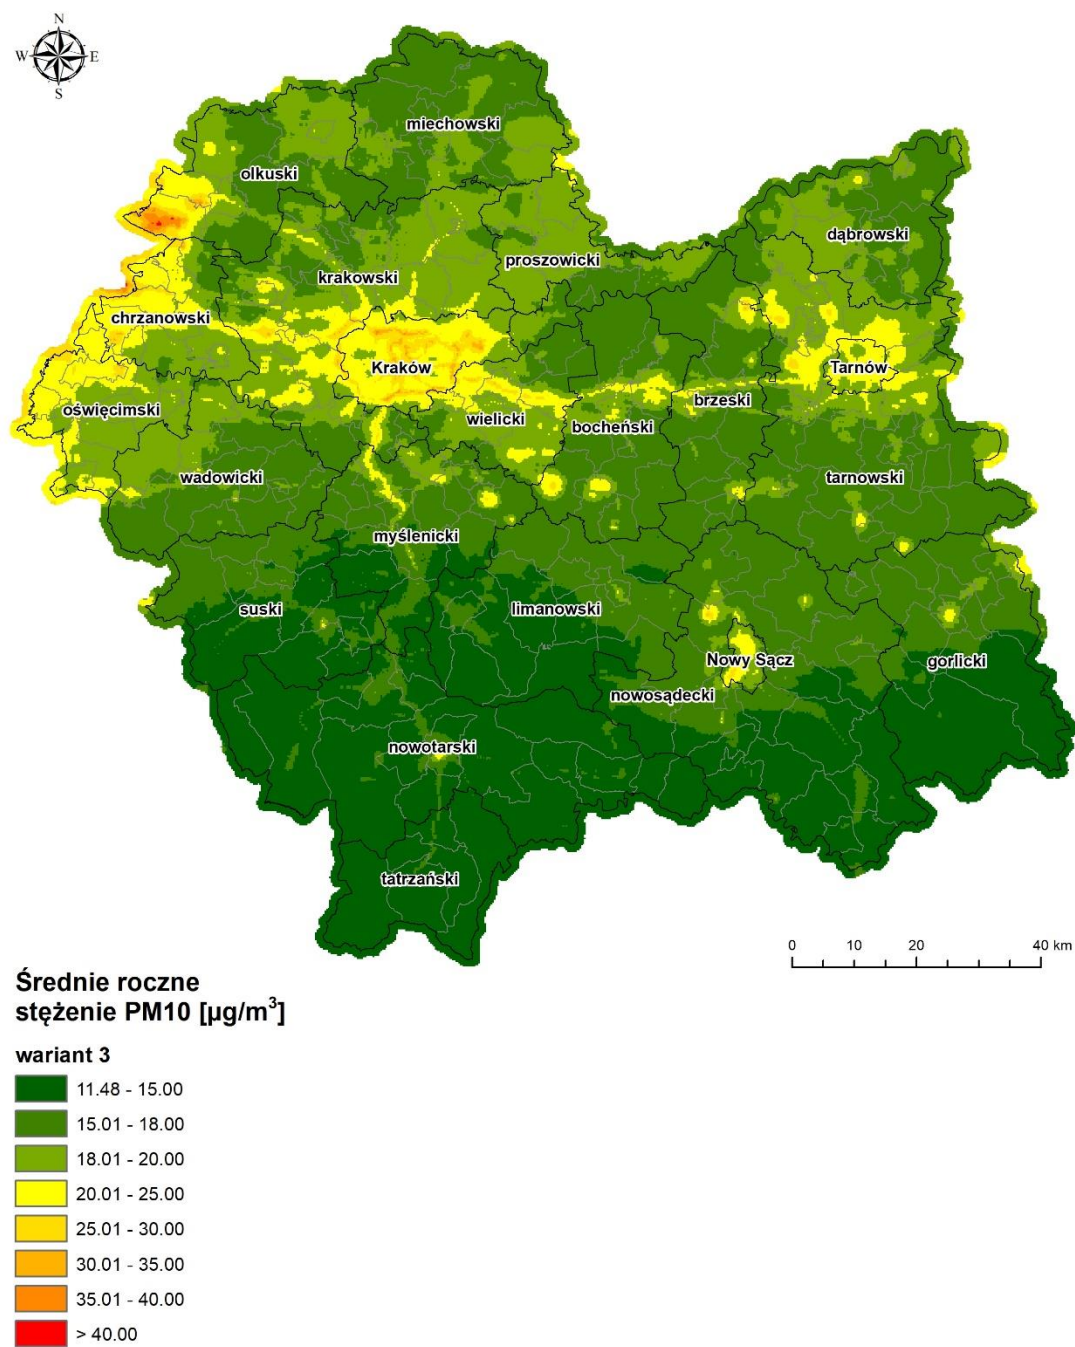 N
W E
S
miechowski
olkuski
dąbrowski
proszowicki
krakowski
chrzanowski
Kraków
Tarnów
oświęcimski
wielicki
bocheński
brzeski
wadowicki
tarnowski
myślenicki
suski
limanowski
Nowy Sącz
gorlicki
nowosądecki
nowotarski
tatrzański
0 10 20 40 km
Średnie roczne
stężenie PM10 [µg/m³]
wariant 3
11.48 - 15.00
15.01 - 18.00
18.01 - 20.00
20.01 - 25.00
25.01 - 30.00
30.01 - 35.00
35.01 - 40.00
> 40.00